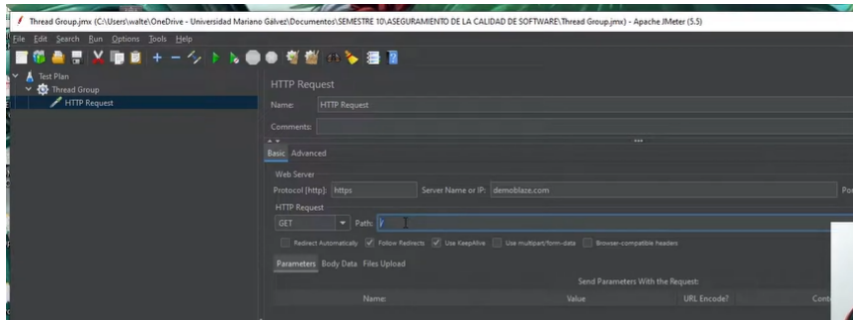 Thread Group.jmx (C:\Users\walte\OneDrive - Universidad Mariano Gálvez\Documentos\SEMESTRE 10\ASEGURAMIENTO DE LA CALIDAD DE SOFTWARE\Thread Group.jmx) - Apache JMeter (5.5)
File Edit Search Run Options Tools Help
Test Plan
Thread Group
HTTP Request
HTTP Request
Name: HTTP Request
Comments:
Basic Advanced
Web Server
Protocol [http]: https Server Name or IP: demoblaze.com Po
HTTP Request
GET Path: /
Redirect Automatically Follow Redirects Use KeepAlive Use multipart/form-data Browser-compatible headers
Parameters Body Data Files Upload
Send Parameters With the Request:
Name: Value URL Encode? Cont